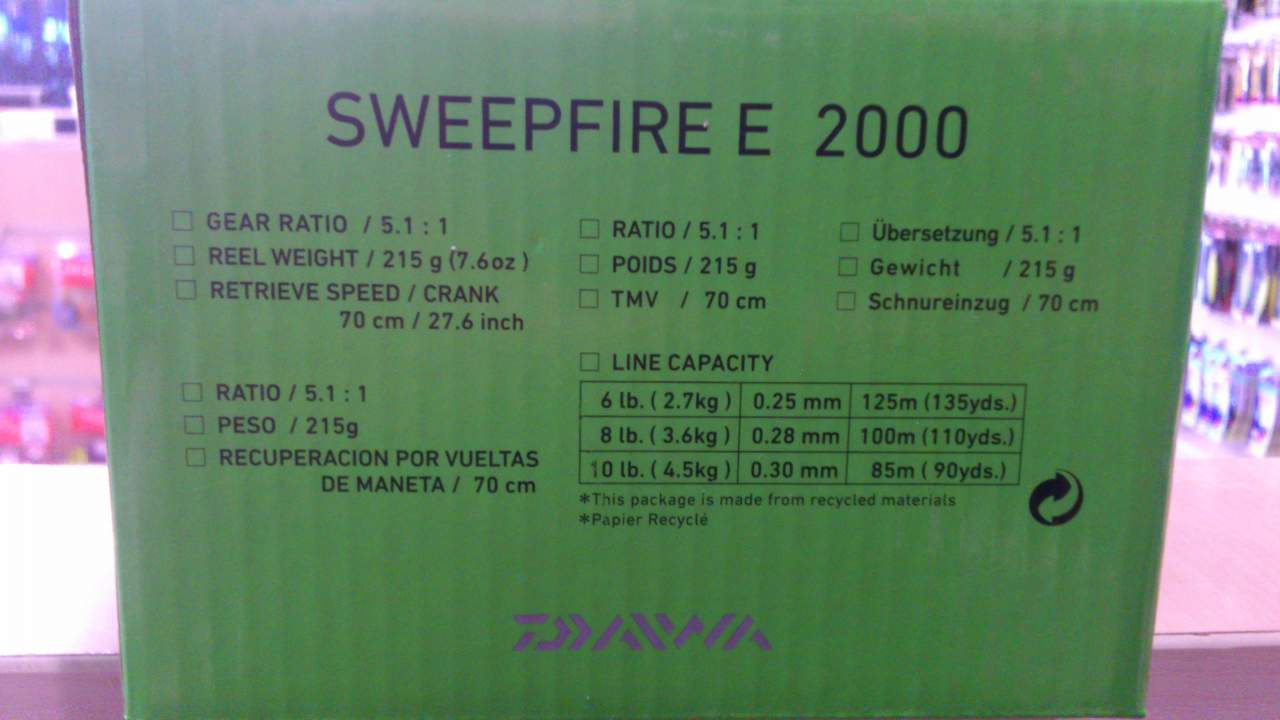 SWEEPFIRE E 2000
GEAR RATIO / 5.1 : 1
REEL WEIGHT / 215 g (7.6oz )
RETRIEVE SPEED / CRANK
70 cm / 27.6 inch
RATIO / 5.1 : 1
POIDS / 215 g
TMV / 70 cm
Übersetzung / 5.1 : 1
Gewicht / 215 g
Schnureinzug / 70 cm
RATIO / 5.1 : 1
PESO / 215g
RECUPERACION POR VUELTAS
DE MANETA / 70 cm
LINE CAPACITY
6 lb. ( 2.7kg ) 0.25 mm 125m (135yds.)
8 lb. ( 3.6kg ) 0.28 mm 100m (110yds.)
10 lb. ( 4.5kg ) 0.30 mm 85m ( 90yds.)
*This package is made from recycled materials
*Papier Recyclé
DAIWA